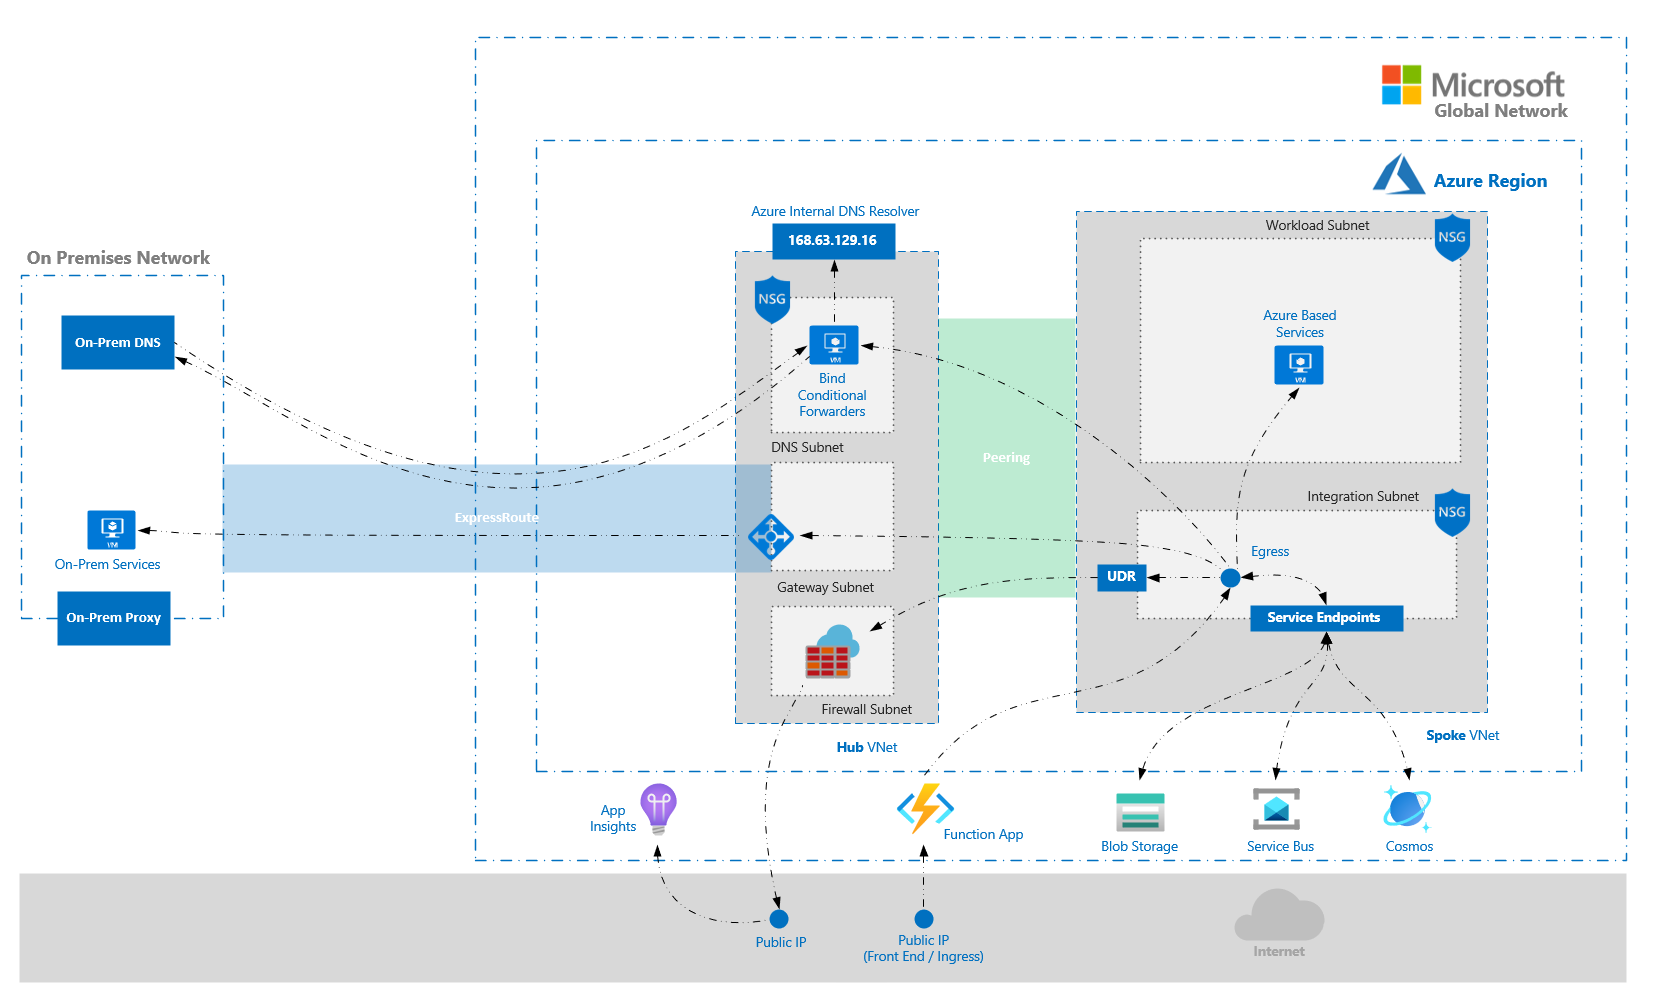 Microsoft
Global Network
Azure Region
Azure Internal DNS Resolver
168.63.129.16
Workload Subnet
NSG
On Premises Network
NSG
On-Prem DNS
Azure Based
Services
VM
VM
Bind
Conditional
Forwarders
DNS Subnet
Peering
Integration Subnet
NSG
ExpressRoute
VM
On-Prem Services
Egress
UDR
Gateway Subnet
On-Prem Proxy
Service Endpoints
Firewall Subnet
Hub VNet
Spoke VNet
App
Insights
Function App
Blob Storage
Service Bus
Cosmos
Public IP
Public IP
(Front End / Ingress)
Internet